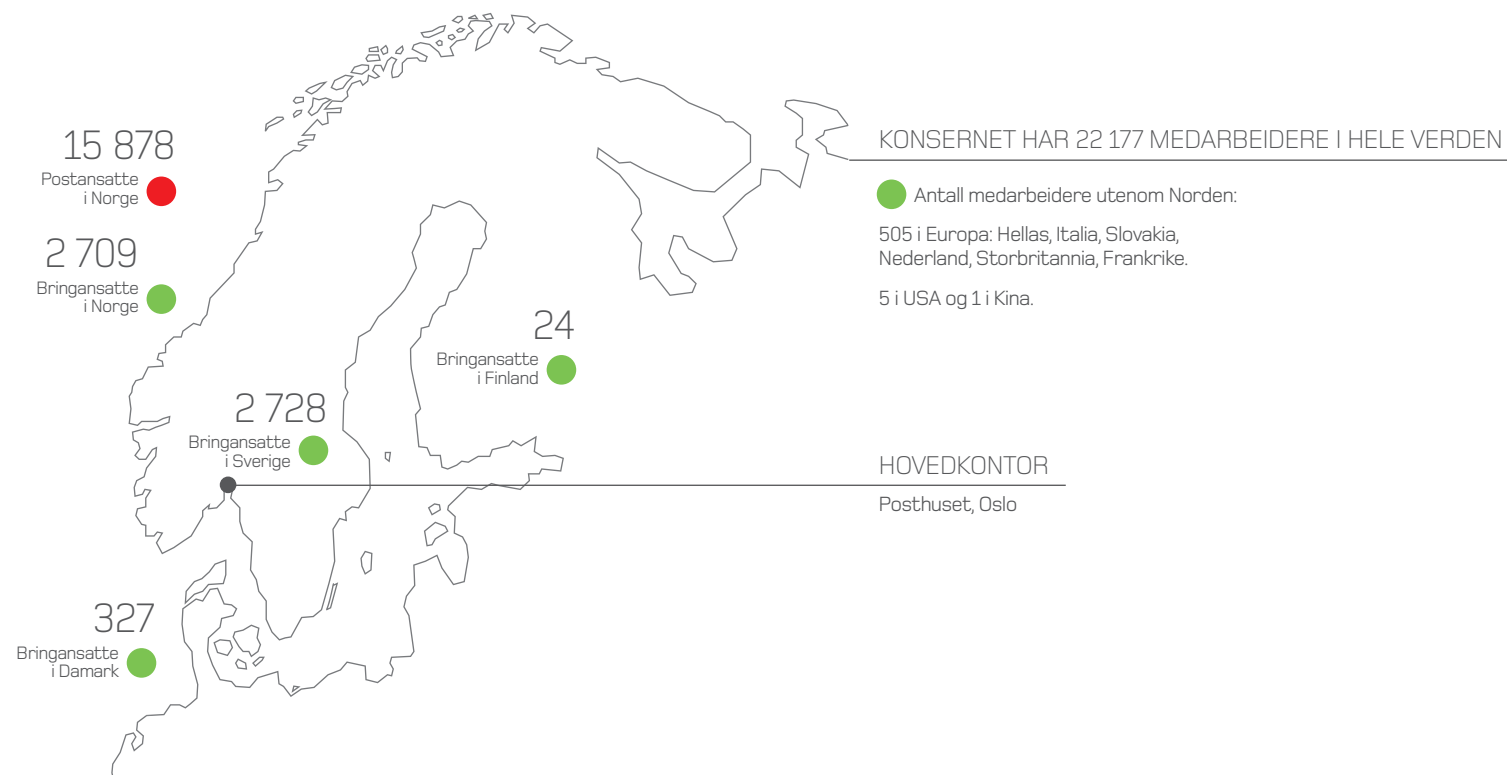 15 878
Postansatte
i Norge
2 709
Bringansatte
i Norge
24
Bringansatte
i Finland
2 728
Bringansatte
i Sverige
327
Bringansatte
i Damark
KONSERNET HAR 22 177 MEDARBEIDERE I HELE VERDEN
Antall medarbeidere utenom Norden:
505 i Europa: Hellas, Italia, Slovakia,
Nederland, Storbritannia, Frankrike.
5 i USA og 1 i Kina.
HOVEDKONTOR
Posthuset, Oslo